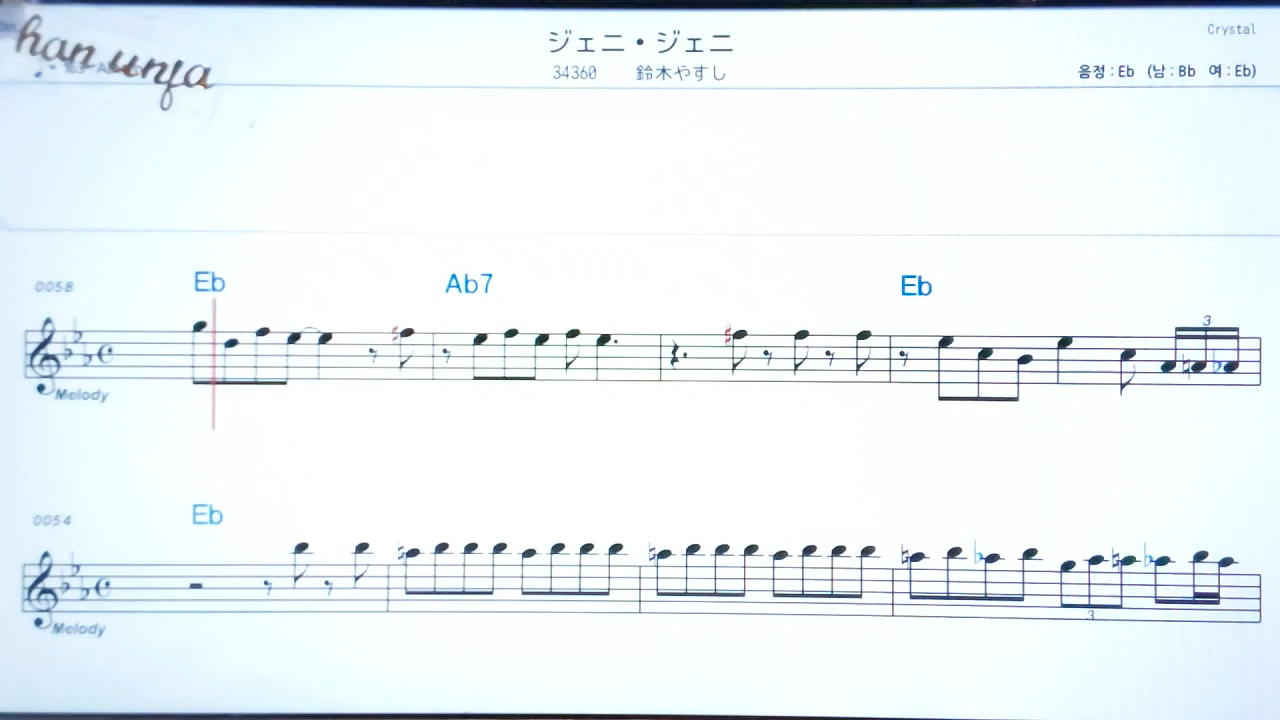 han unja
ジェニ・ジェニ
Crystal
34360 鈴木やすし
음정 : Eb (남 : Bb 여 : Eb)
Eb Ab7 Eb
0058
3
Melody
Eb
0054
Melody
3